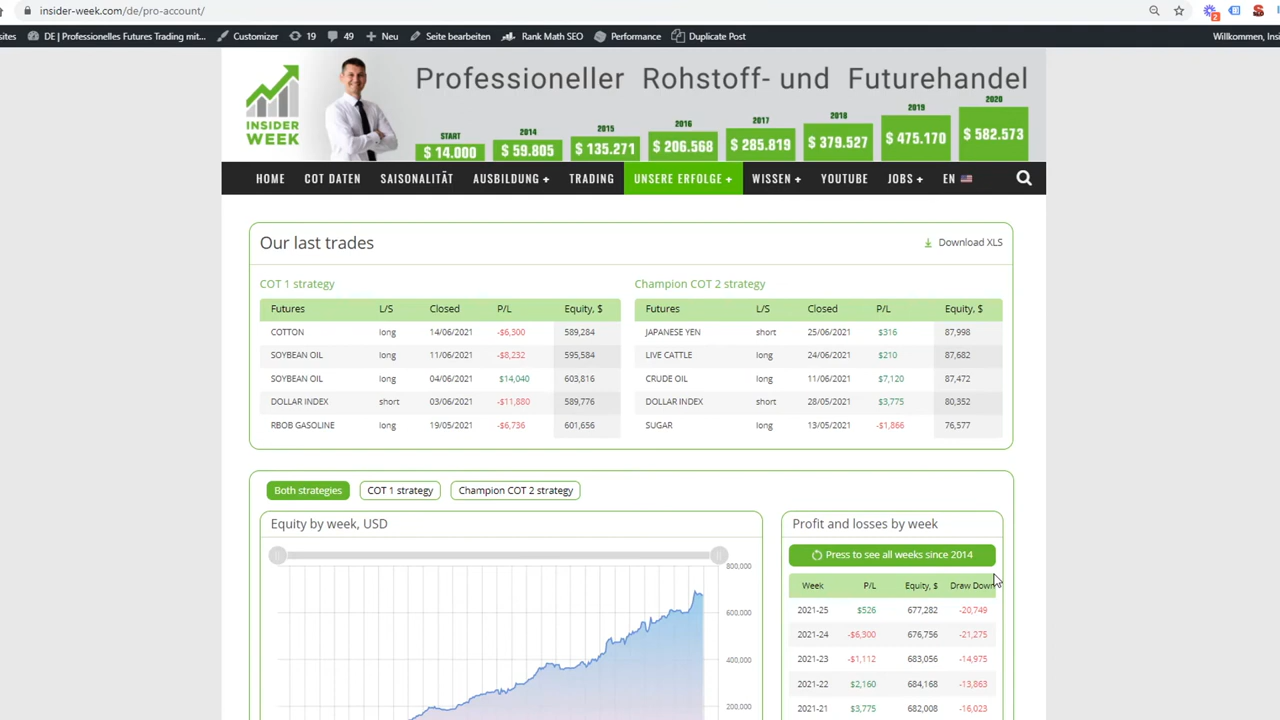 insider-week.com/de/pro-account/
2
sites DE | Professionelles Futures Trading mit... Customizer 19 49 Neu Seite bearbeiten Rank Math SEO Performance Duplicate Post Willkommen, Insi
INSIDER
WEEK
Professioneller Rohstoff- und Futurehandel
START
$ 14.000
2014
$ 59.805
2015
$ 135.271
2016
$ 206.568
2017
$ 285.819
2018
$ 379.527
2019
$ 475.170
2020
$ 582.573
HOME COT DATEN SAISONALITÄT AUSBILDUNG + TRADING UNSERE ERFOLGE + WISSEN + YOUTUBE JOBS + EN
Our last trades
Download XLS
COT 1 strategy
Futures L/S Closed P/L Equity, $
COTTON long 14/06/2021 -$6,300 589,284
SOYBEAN OIL long 11/06/2021 -$8,232 595,584
SOYBEAN OIL long 04/06/2021 $14,040 603,816
DOLLAR INDEX short 03/06/2021 -$11,880 589,776
RBOB GASOLINE long 19/05/2021 -$6,736 601,656
Champion COT 2 strategy
Futures L/S Closed P/L Equity, $
JAPANESE YEN short 25/06/2021 $316 87,998
LIVE CATTLE long 24/06/2021 $210 87,682
CRUDE OIL long 11/06/2021 $7,120 87,472
DOLLAR INDEX short 28/05/2021 $3,775 80,352
SUGAR long 13/05/2021 -$1,866 76,577
Both strategies COT 1 strategy Champion COT 2 strategy
Equity by week, USD
800,000
600,000
400,000
200,000
Profit and losses by week
Press to see all weeks since 2014
Week P/L Equity, $ Draw Down
2021-25 $526 677,282 -20,749
2021-24 -$6,300 676,756 -21,275
2021-23 -$1,112 683,056 -14,975
2021-22 $2,160 684,168 -13,863
2021-21 $3,775 682,008 -16,023